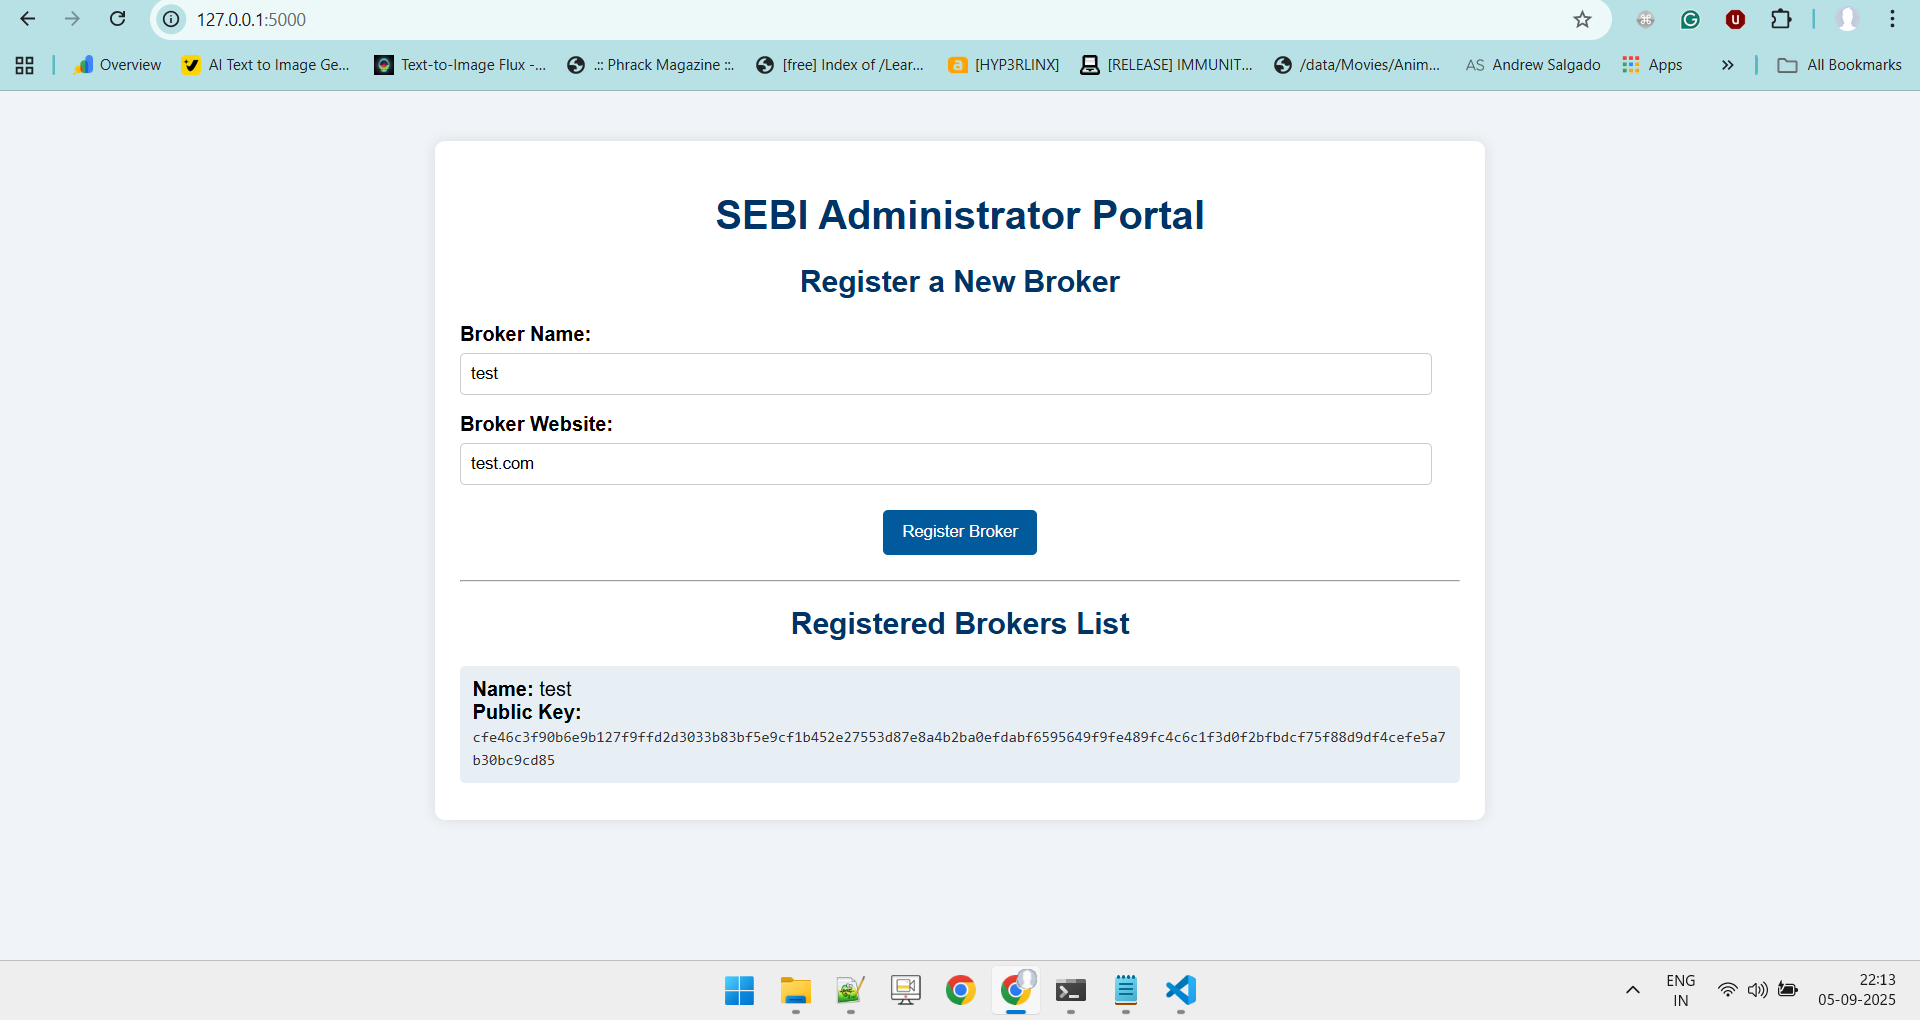 127.0.0.1:5000
Overview
AI Text to Image Ge...
Text-to-Image Flux -...
.:: Phrack Magazine ::.
[free] Index of /Lear...
[HYP3RLINX]
[RELEASE] IMMUNIT...
/data/Movies/Anim...
AS Andrew Salgado
Apps
All Bookmarks
SEBI Administrator Portal
Register a New Broker
Broker Name:
test
Broker Website:
test.com
Register Broker
Registered Brokers List
Name: test
Public Key:
cfe46c3f90b6e9b127f9ffd2d3033b83bf5e9cf1b452e27553d87e8a4b2ba0efdabf6595649f9fe489fc4c6c1f3d0f2bfbdcf75f88d9df4cefe5a7
b30bc9cd85
ENG
IN
22:13
05-09-2025